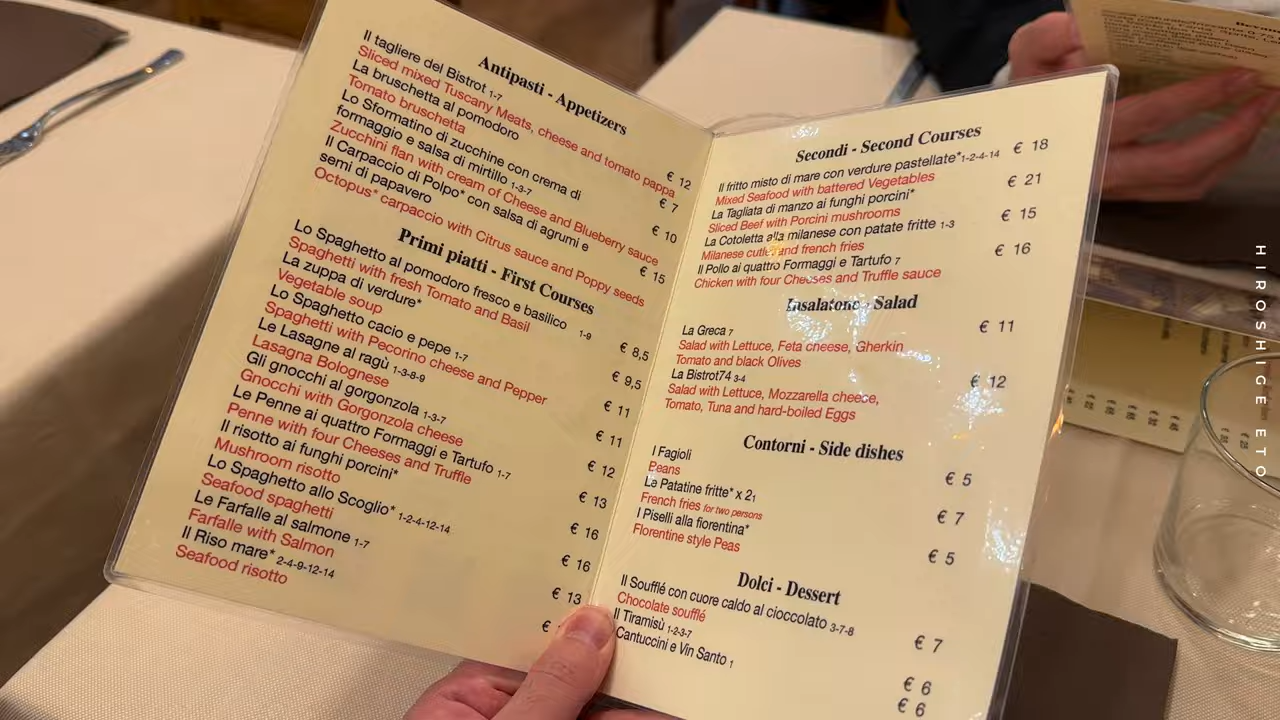 Antipasti - Appetizers
Il tagliere del Bistrot 1-7
Sliced mixed Tuscany Meats, cheese and tomato pappa
€ 12
La bruschetta al pomodoro
Tomato bruschetta
€ 7
Lo Sformatino di zucchine con crema di
formaggio e salsa di mirtillo 1-3-7
Zucchini flan with cream of Cheese and Blueberry sauce
€ 10
Il Carpaccio di Polpo* con salsa di agrumi e
semi di papavero
Octopus* carpaccio with Citrus sauce and Poppy seeds
€ 15
Primi piatti - First Courses
Lo Spaghetto al pomodoro fresco e basilico 1-9
Spaghetti with fresh Tomato and Basil
€ 8,5
La zuppa di verdure*
Vegetable soup
€ 9,5
Lo Spaghetto cacio e pepe 1-7
Spaghetti with Pecorino cheese and Pepper
€ 11
Le Lasagne al ragù 1-3-8-9
Lasagna Bolognese
€ 11
Gli gnocchi al gorgonzola 1-3-7
Gnocchi with Gorgonzola cheese
€ 12
Le Penne ai quattro Formaggi e Tartufo 1-7
Penne with four Cheeses and Truffle
€ 13
Il risotto ai funghi porcini*
Mushroom risotto
€ 16
Lo Spaghetto allo Scoglio* 1-2-4-12-14
Seafood spaghetti
€ 16
Le Farfalle al salmone 1-7
Farfalle with Salmon
€ 13
Il Riso mare* 2-4-9-12-14
Seafood risotto
€
Secondi - Second Courses
Il fritto misto di mare con verdure pastellate*1-2-4-14 € 18
Mixed Seafood with battered Vegetables
La Tagliata di manzo ai funghi porcini* € 21
Sliced Beef with Porcini mushrooms
La Cotoletta alla milanese con patate fritte 1-3 € 15
Milanese cutlet and french fries
Il Pollo ai quattro Formaggi e Tartufo 7 € 16
Chicken with four Cheeses and Truffle sauce
Insalatone - Salad
La Greca 7 € 11
Salad with Lettuce, Feta cheese, Gherkin
Tomato and black Olives
La Bistrot74 3-4 € 12
Salad with Lettuce, Mozzarella cheese,
Tomato, Tuna and hard-boiled Eggs
Contorni - Side dishes
I Fagioli € 5
Beans
Le Patatine fritte* x 2 1 € 7
French fries for two persons
I Piselli alla fiorentina* € 5
Florentine style Peas
Dolci - Dessert
Il Soufflé con cuore caldo al cioccolato 3-7-8 € 7
Chocolate soufflé
Il Tiramisù 1-2-3-7 € 6
Cantuccini e Vin Santo 1 € 6
HIROSHIGE ETO